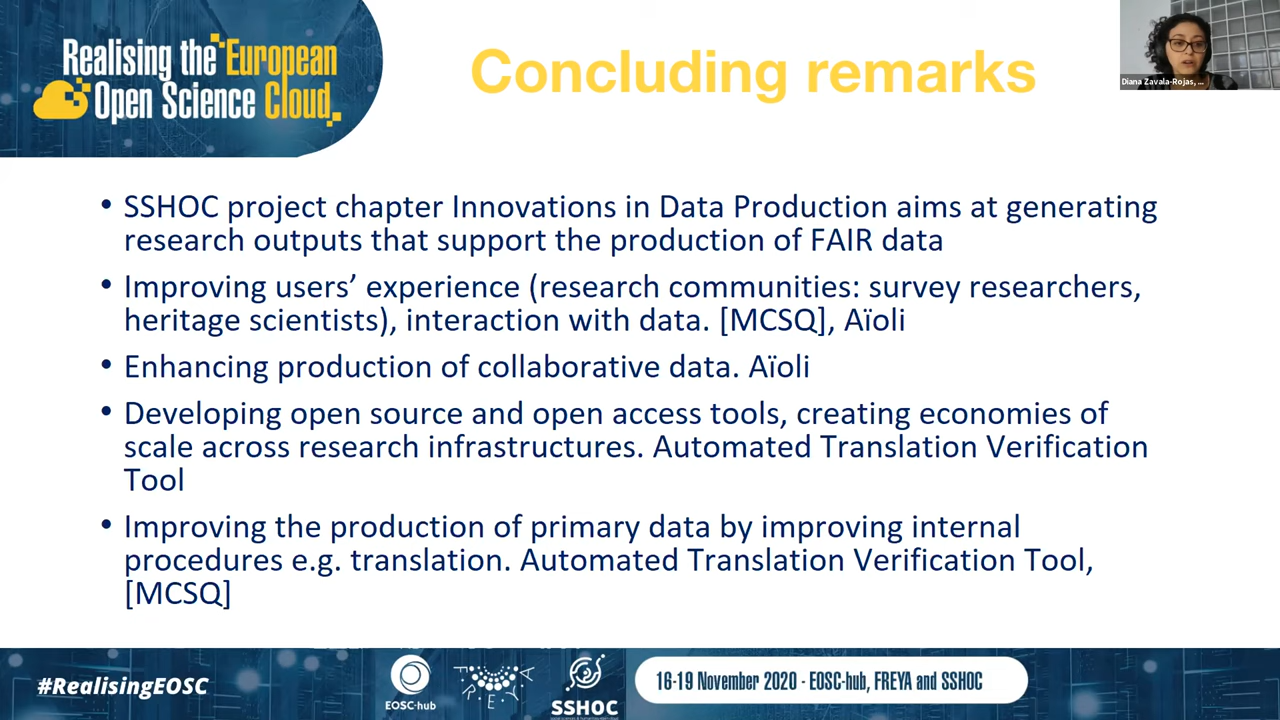 Realising the European
Open Science Cloud
Concluding remarks
Diana Zavala-Rojas, ...
• SSHOC project chapter Innovations in Data Production aims at generating
research outputs that support the production of FAIR data
• Improving users’ experience (research communities: survey researchers,
heritage scientists), interaction with data. [MCSQ], Aïoli
• Enhancing production of collaborative data. Aïoli
• Developing open source and open access tools, creating economies of
scale across research infrastructures. Automated Translation Verification
Tool
• Improving the production of primary data by improving internal
procedures e.g. translation. Automated Translation Verification Tool,
[MCSQ]
#RealisingEOSC
EOSC-hub
FREYA
SSHOC
16-19 November 2020 - EOSC-hub, FREYA and SSHOC